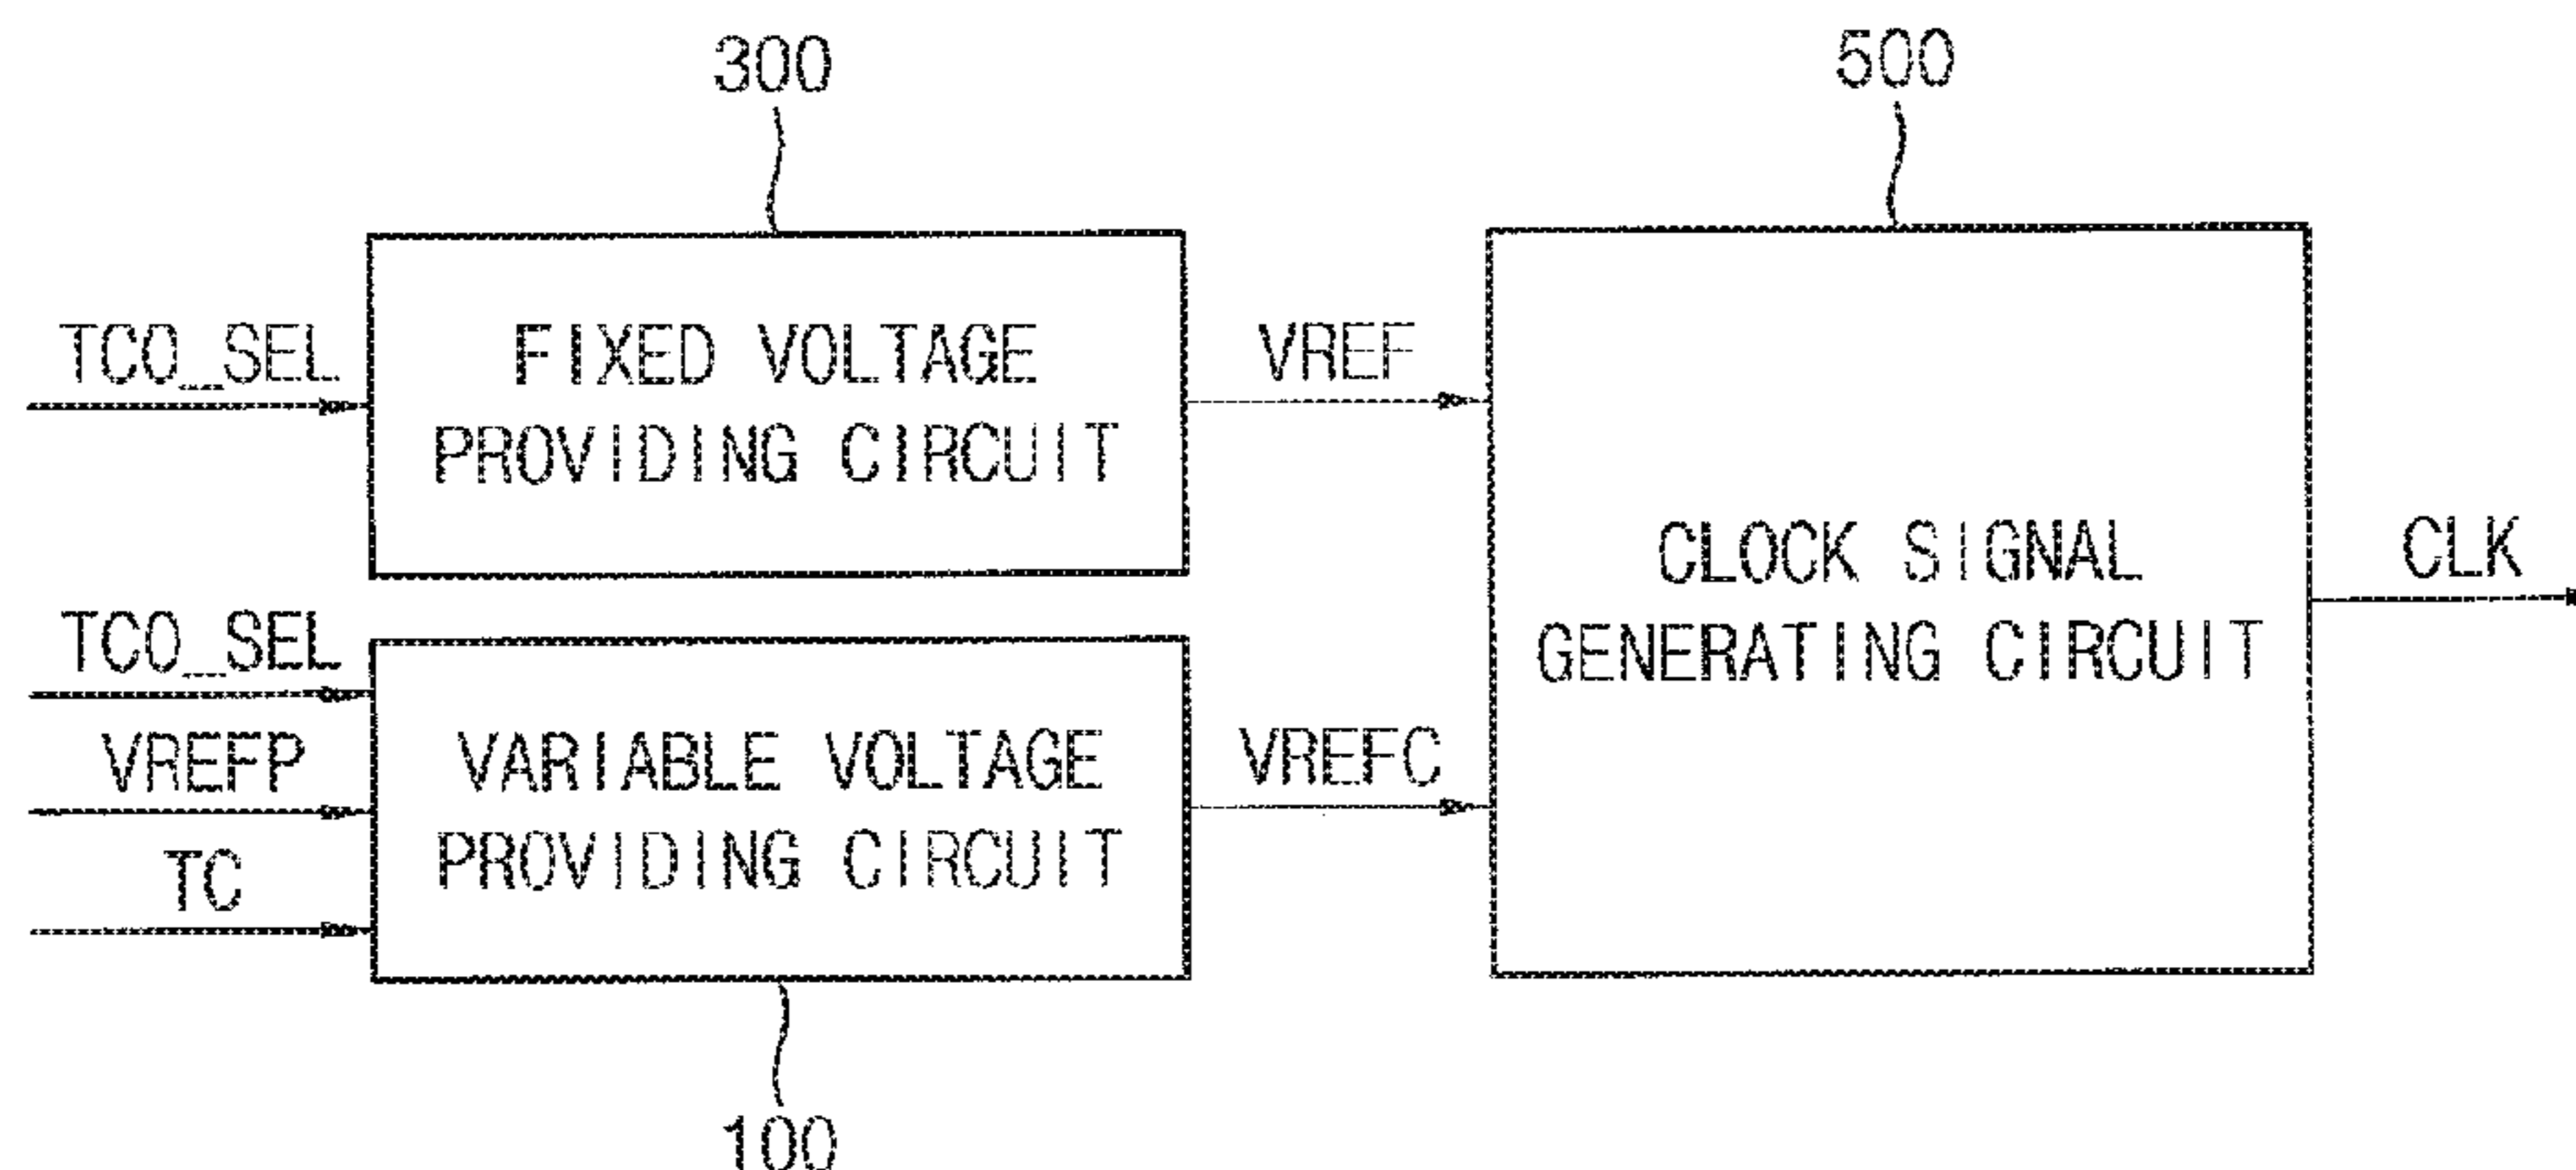 300
500
TCO_SEL
FIXED VOLTAGE
PROVIDING CIRCUIT
VREF
CLOCK SIGNAL
GENERATING CIRCUIT
CLK
TCO_SEL
VREFP
TC
VARIABLE VOLTAGE
PROVIDING CIRCUIT
VREFC
100